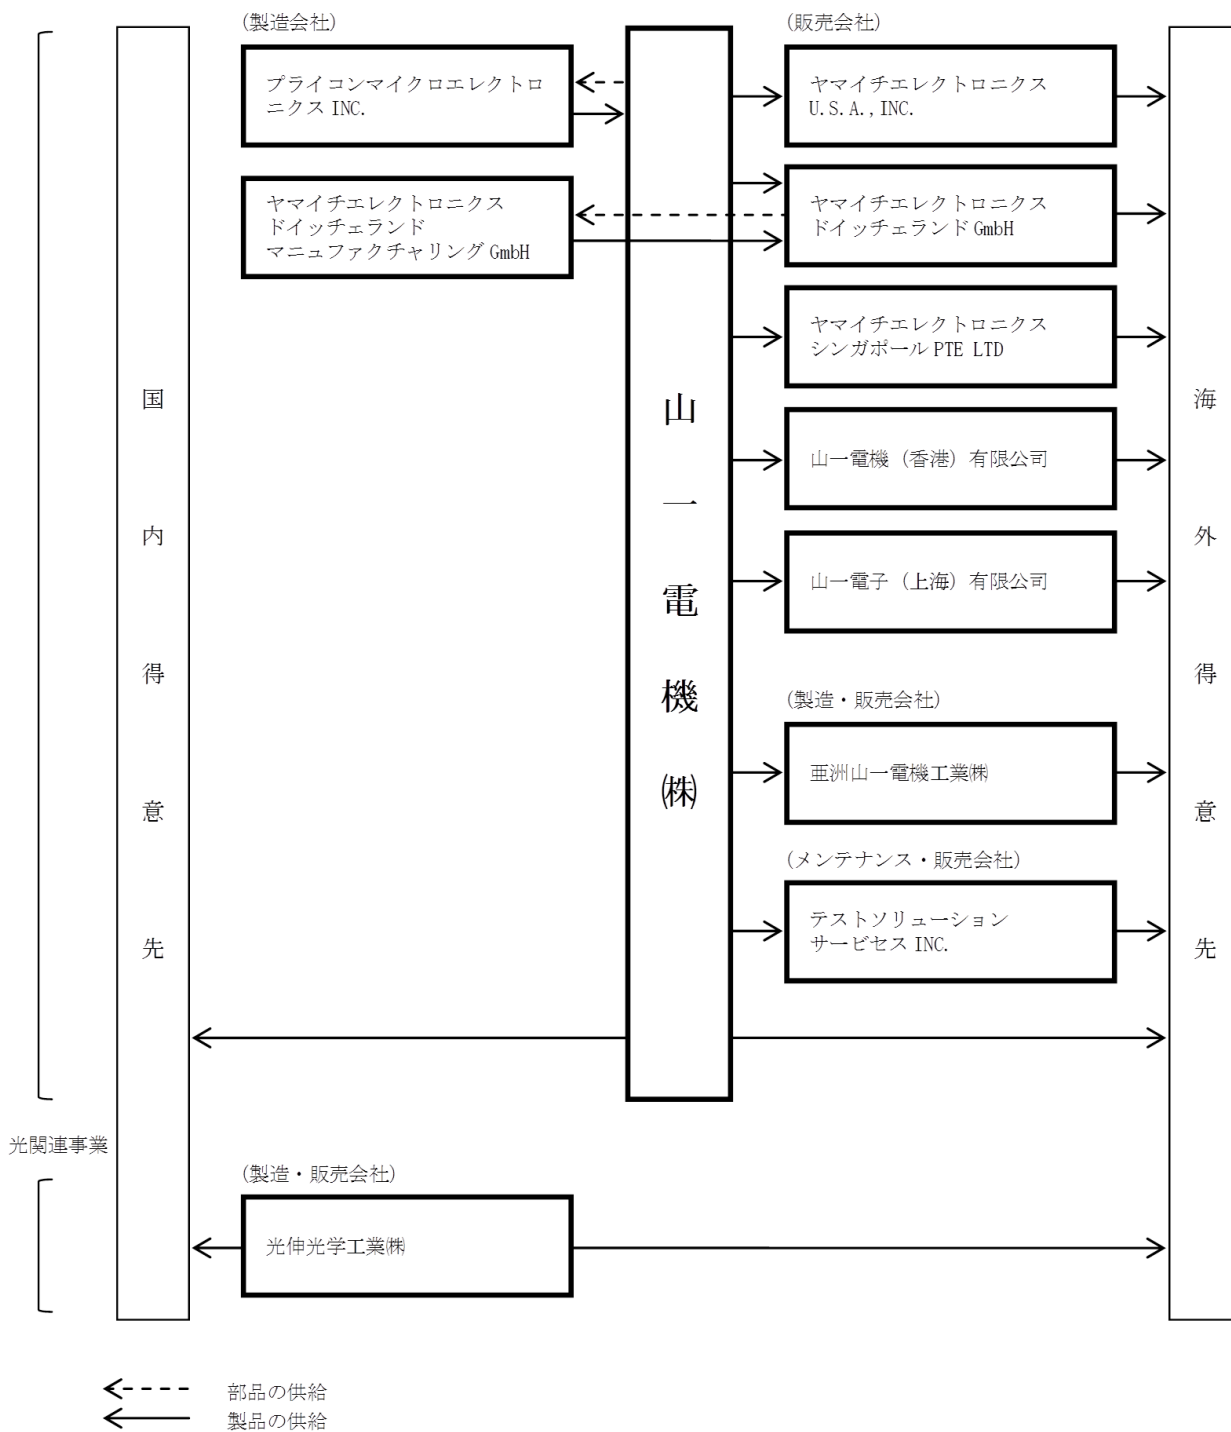 (製造会社)
プライコンマイクロエレクトロ
ニクス INC.
ヤマイチエレクトロニクス
ドイッチェランド
マニュファクチャリング GmbH
国内得意先
山一電機㈱
(販売会社)
ヤマイチエレクトロニクス
U.S.A.,INC.
ヤマイチエレクトロニクス
ドイッチェランド GmbH
ヤマイチエレクトロニクス
シンガポール PTE LTD
山一電機（香港）有限公司
山一電子（上海）有限公司
(製造・販売会社)
亜洲山一電機工業㈱
(メンテナンス・販売会社)
テストソリューション
サービセス INC.
海外得意先
光関連事業
(製造・販売会社)
光伸光学工業㈱
部品の供給
製品の供給